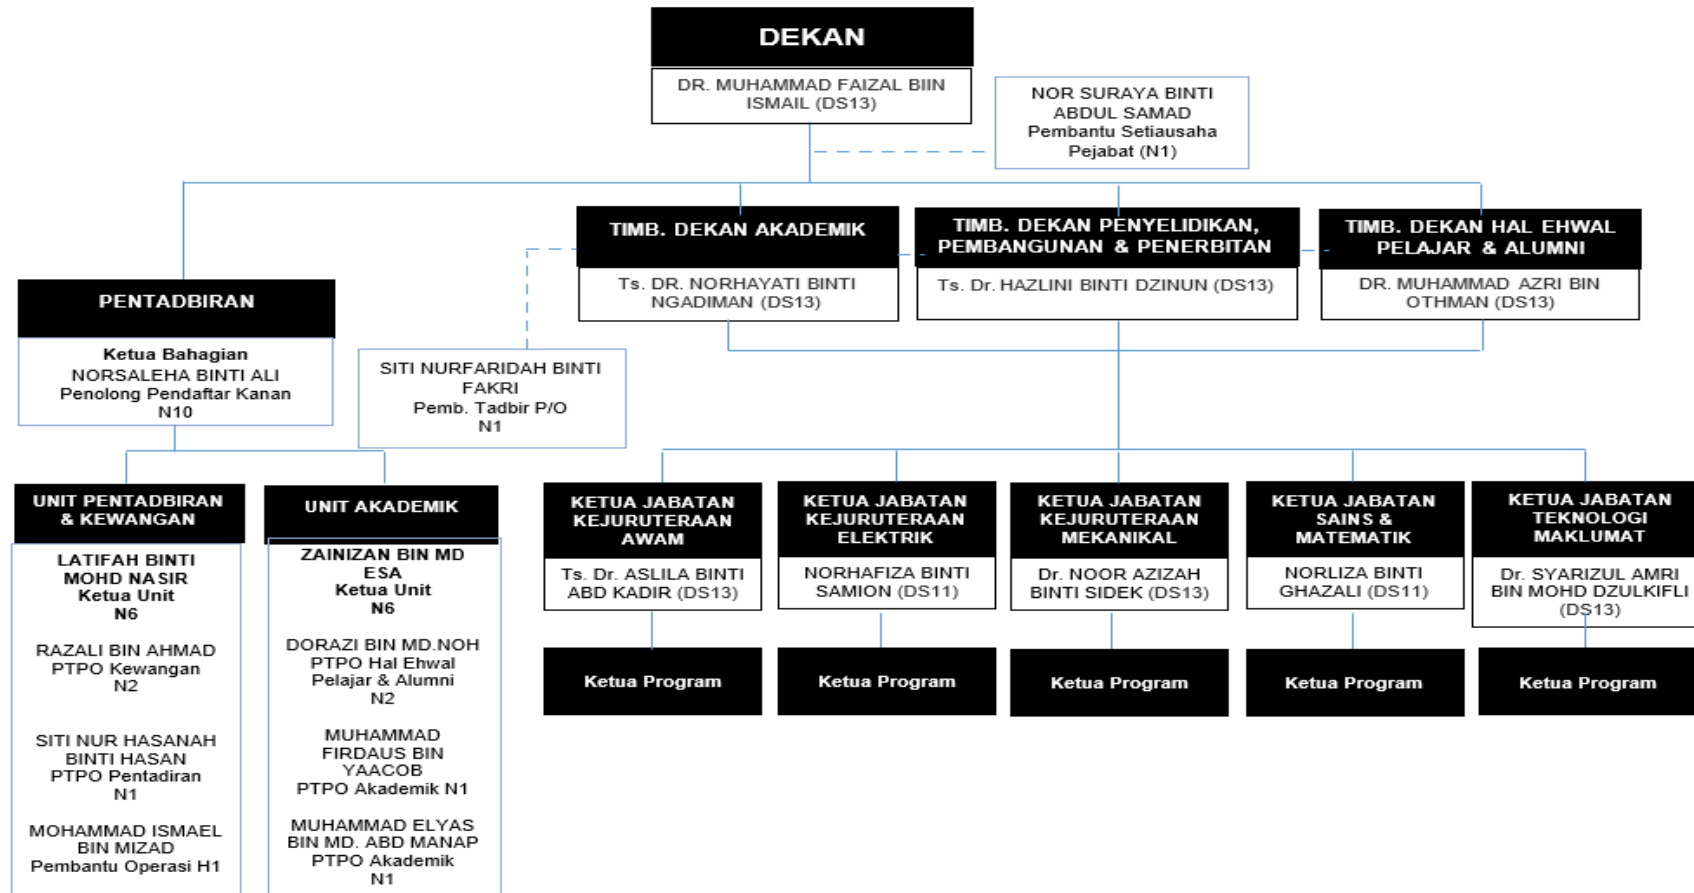 DEKAN
DR. MUHAMMAD FAIZAL BIIN
ISMAIL (DS13)
NOR SURAYA BINTI
ABDUL SAMAD
Pembantu Setiausaha
Pejabat (N1)
TIMB. DEKAN AKADEMIK
Ts. DR. NORHAYATI BINTI
NGADIMAN (DS13)
TIMB. DEKAN PENYELIDIKAN,
PEMBANGUNAN & PENERBITAN
Ts. Dr. HAZLINI BINTI DZINUN (DS13)
TIMB. DEKAN HAL EHWAL
PELAJAR & ALUMNI
DR. MUHAMMAD AZRI BIN
OTHMAN (DS13)
PENTADBIRAN
Ketua Bahagian
NORSALEHA BINTI ALI
Penolong Pendaftar Kanan
N10
SITI NURFARIDAH BINTI
FAKRI
Pemb. Tadbir P/O
N1
UNIT PENTADBIRAN
& KEWANGAN
LATIFAH BINTI
MOHD NASIR
Ketua Unit
N6
RAZALI BIN AHMAD
PTPO Kewangan
N2
SITI NUR HASANAH
BINTI HASAN
PTPO Pentadiran
N1
MOHAMMAD ISMAEL
BIN MIZAD
Pembantu Operasi H1
UNIT AKADEMIK
ZAINIZAN BIN MD
ESA
Ketua Unit
N6
DORAZI BIN MD.NOH
PTPO Hal Ehwal
Pelajar & Alumni
N2
MUHAMMAD
FIRDAUS BIN
YAACOB
PTPO Akademik N1
MUHAMMAD ELYAS
BIN MD. ABD MANAP
PTPO Akademik
N1
KETUA JABATAN
KEJURUTERAAN
AWAM
Ts. Dr. ASLILA BINTI
ABD KADIR (DS13)
Ketua Program
KETUA JABATAN
KEJURUTERAAN
ELEKTRIK
NORHAFIZA BINTI
SAMION (DS11)
Ketua Program
KETUA JABATAN
KEJURUTERAAN
MEKANIKAL
Dr. NOOR AZIZAH
BINTI SIDEK (DS13)
Ketua Program
KETUA JABATAN
SAINS &
MATEMATIK
NORLIZA BINTI
GHAZALI (DS11)
Ketua Program
KETUA JABATAN
TEKNOLOGI
MAKLUMAT
Dr. SYARIZUL AMRI
BIN MOHD DZULKIFLI
(DS13)
Ketua Program